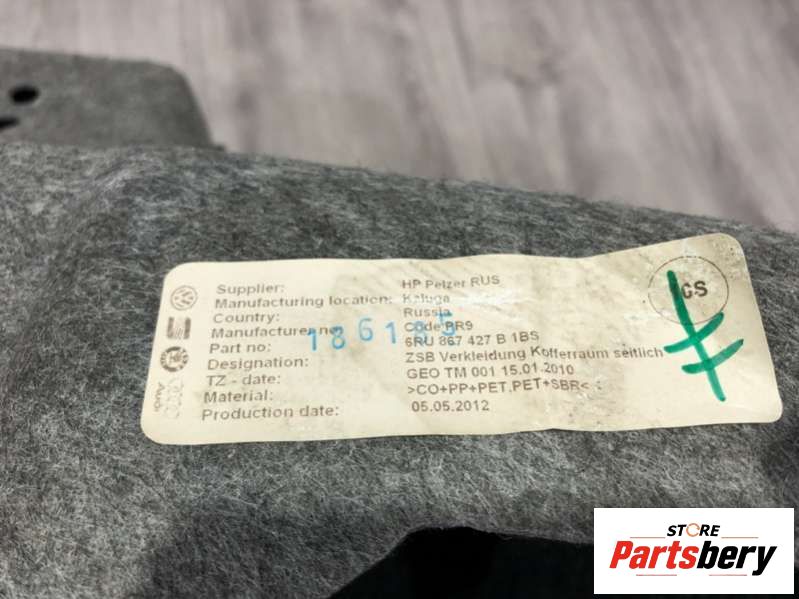 Supplier: HP Pelzer RUS
Manufacturing location: Kaluga
Country: Russia
Manufacturer no: Code BR9
Part no: 6RU 867 427 B 1BS
Designation: ZSB Verkleidung Kofferraum seitlich
TZ - date: GEO TM 001 15.01.2010
Material: >CO+PP+PET,PET+SBR<
Production date: 05.05.2012
Audi
STORE
Partsbery